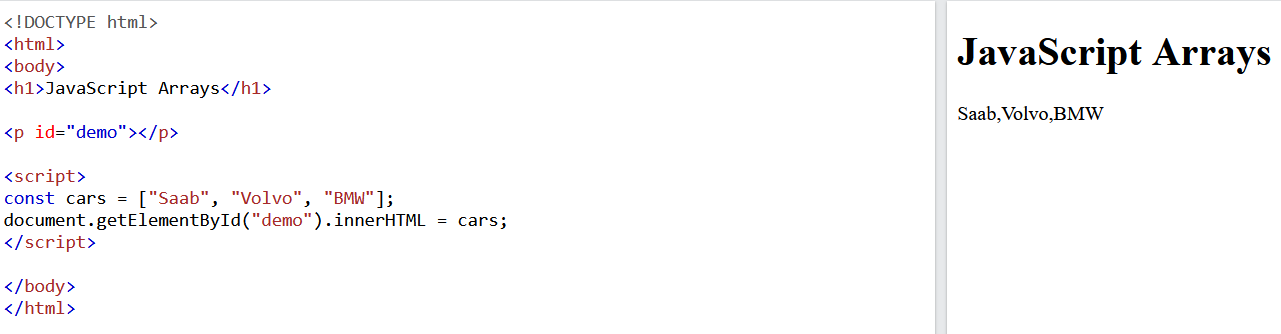 <!DOCTYPE html>
<html>
<body>
<h1>JavaScript Arrays</h1>
<p id="demo"></p>
<script>
const cars = ["Saab", "Volvo", "BMW"];
document.getElementById("demo").innerHTML = cars;
</script>
</body>
</html>
JavaScript Arrays
Saab,Volvo,BMW